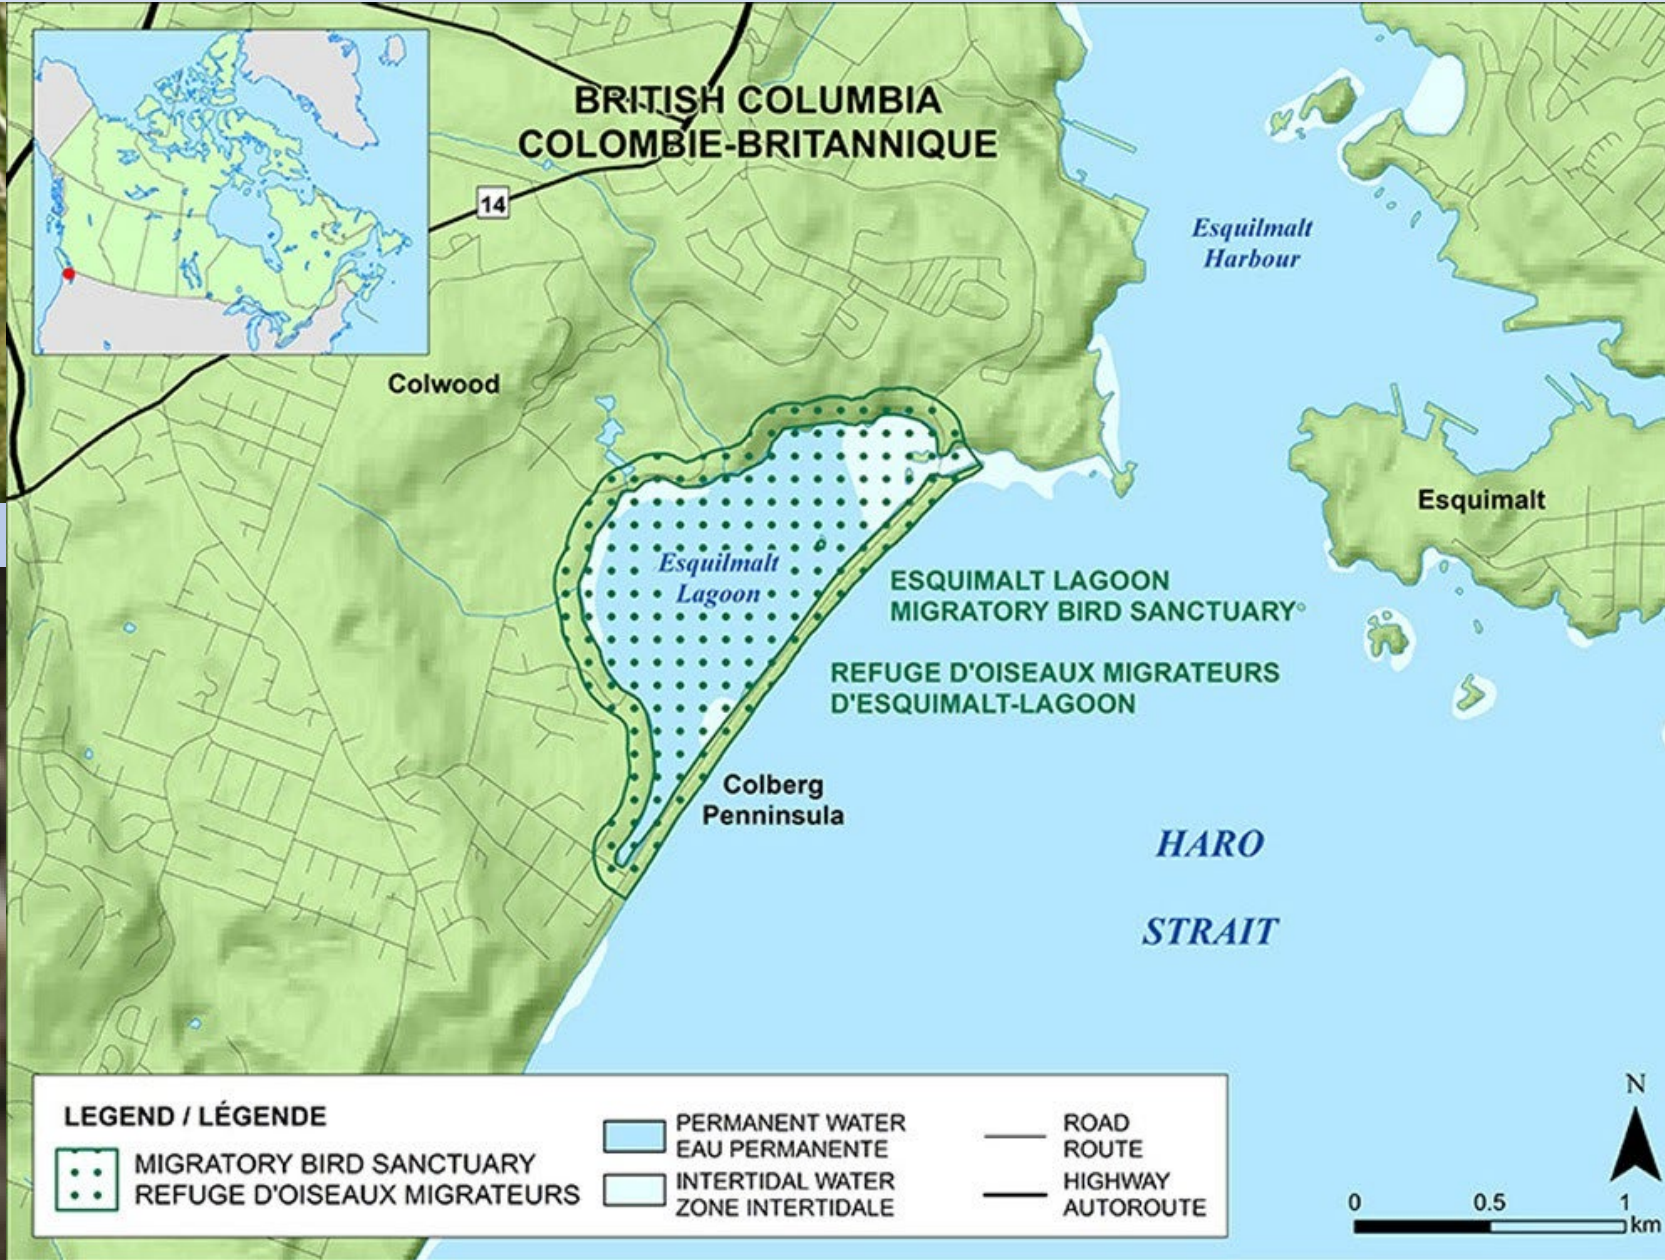 BRITISH COLUMBIA
COLOMBIE-BRITANNIQUE
14
Esquilmalt
Harbour
Colwood
Esquimalt
Esquilmalt
Lagoon
ESQUIMALT LAGOON
MIGRATORY BIRD SANCTUARY
REFUGE D'OISEAUX MIGRATEURS
D'ESQUIMALT-LAGOON
Colberg
Penninsula
HARO
STRAIT
LEGEND / LÉGENDE
MIGRATORY BIRD SANCTUARY
REFUGE D'OISEAUX MIGRATEURS
PERMANENT WATER
EAU PERMANENTE
INTERTIDAL WATER
ZONE INTERTIDALE
ROAD
ROUTE
HIGHWAY
AUTOROUTE
N
0 0.5 1
km